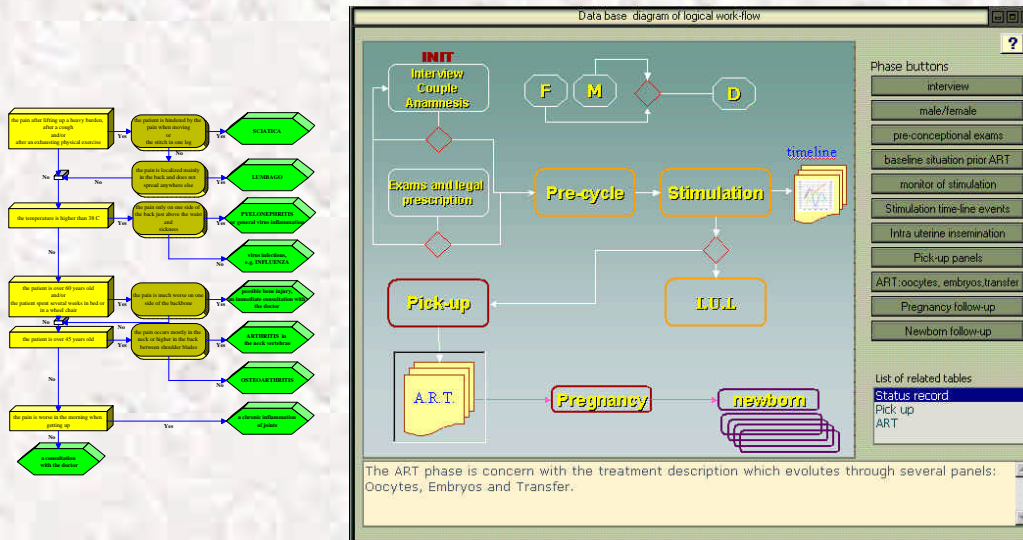 the pain after lifting up a heavy burden,
after a cough
and/or
after an exhausting physical exercise
Yes
the patient is hindered by the
pain when moving
or
the stitch in one leg
Yes
SCIATICA
No
No
No
the pain is localized mainly
in the back and does not
spread anywhere else
Yes
LUMBAGO
the temperature is higher than 38 C
Yes
the pain only on one side of
the back just above the waist
and
sickness
Yes
PYELONEPHRITIS
or general virus inflammation
No
No
virus infections,
e.g. INFLUENZA
the patient is over 60 years old
and/or
the patient spent several weeks in bed or
in a wheel chair
Yes
the pain is much worse on one
side of the backbone
Yes
possible bone injury,
an immediate consultation with
the doctor
No
No
the patient is over 45 years old
Yes
the pain occurs mostly in the
neck or higher in the back
between shoulder blades
Yes
ARTHRITIS in
the neck vertebrae
No
No
OSTEOARTHRITIS
the pain is worse in the morning when
getting up
Yes
a chronic inflammation
of joints
No
a consultation
with the doctor
Data base diagram of logical work-flow
?
INIT
Interview
Couple
Anamnesis
F
M
D
timeline
Exams and legal
prescription
Pre-cycle
Stimulation
Pick-up
I.U.I.
A.R.T.
Pregnancy
newborn
Phase buttons
interview
male/female
pre-conceptional exams
baseline situation prior ART
monitor of stimulation
Stimulation time-line events
Intra uterine insemination
Pick-up panels
ART:oocytes, embryos,transfer
Pregnancy follow-up
Newborn follow-up
List of related tables
Status record
Pick up
ART
The ART phase is concern with the treatment description which evolutes through several panels:
Oocytes, Embryos and Transfer.